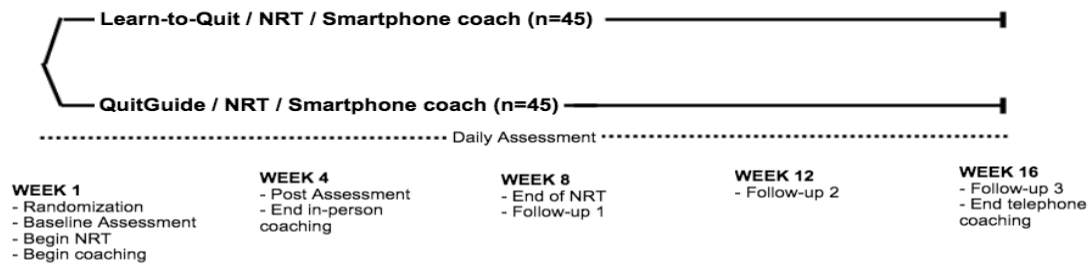 Learn-to-Quit / NRT / Smartphone coach (n=45)
QuitGuide / NRT / Smartphone coach (n=45)
Daily Assessment
WEEK 1
- Randomization
- Baseline Assessment
- Begin NRT
- Begin coaching
WEEK 4
- Post Assessment
- End in-person
coaching
WEEK 8
- End of NRT
- Follow-up 1
WEEK 12
- Follow-up 2
WEEK 16
- Follow-up 3
- End telephone
coaching